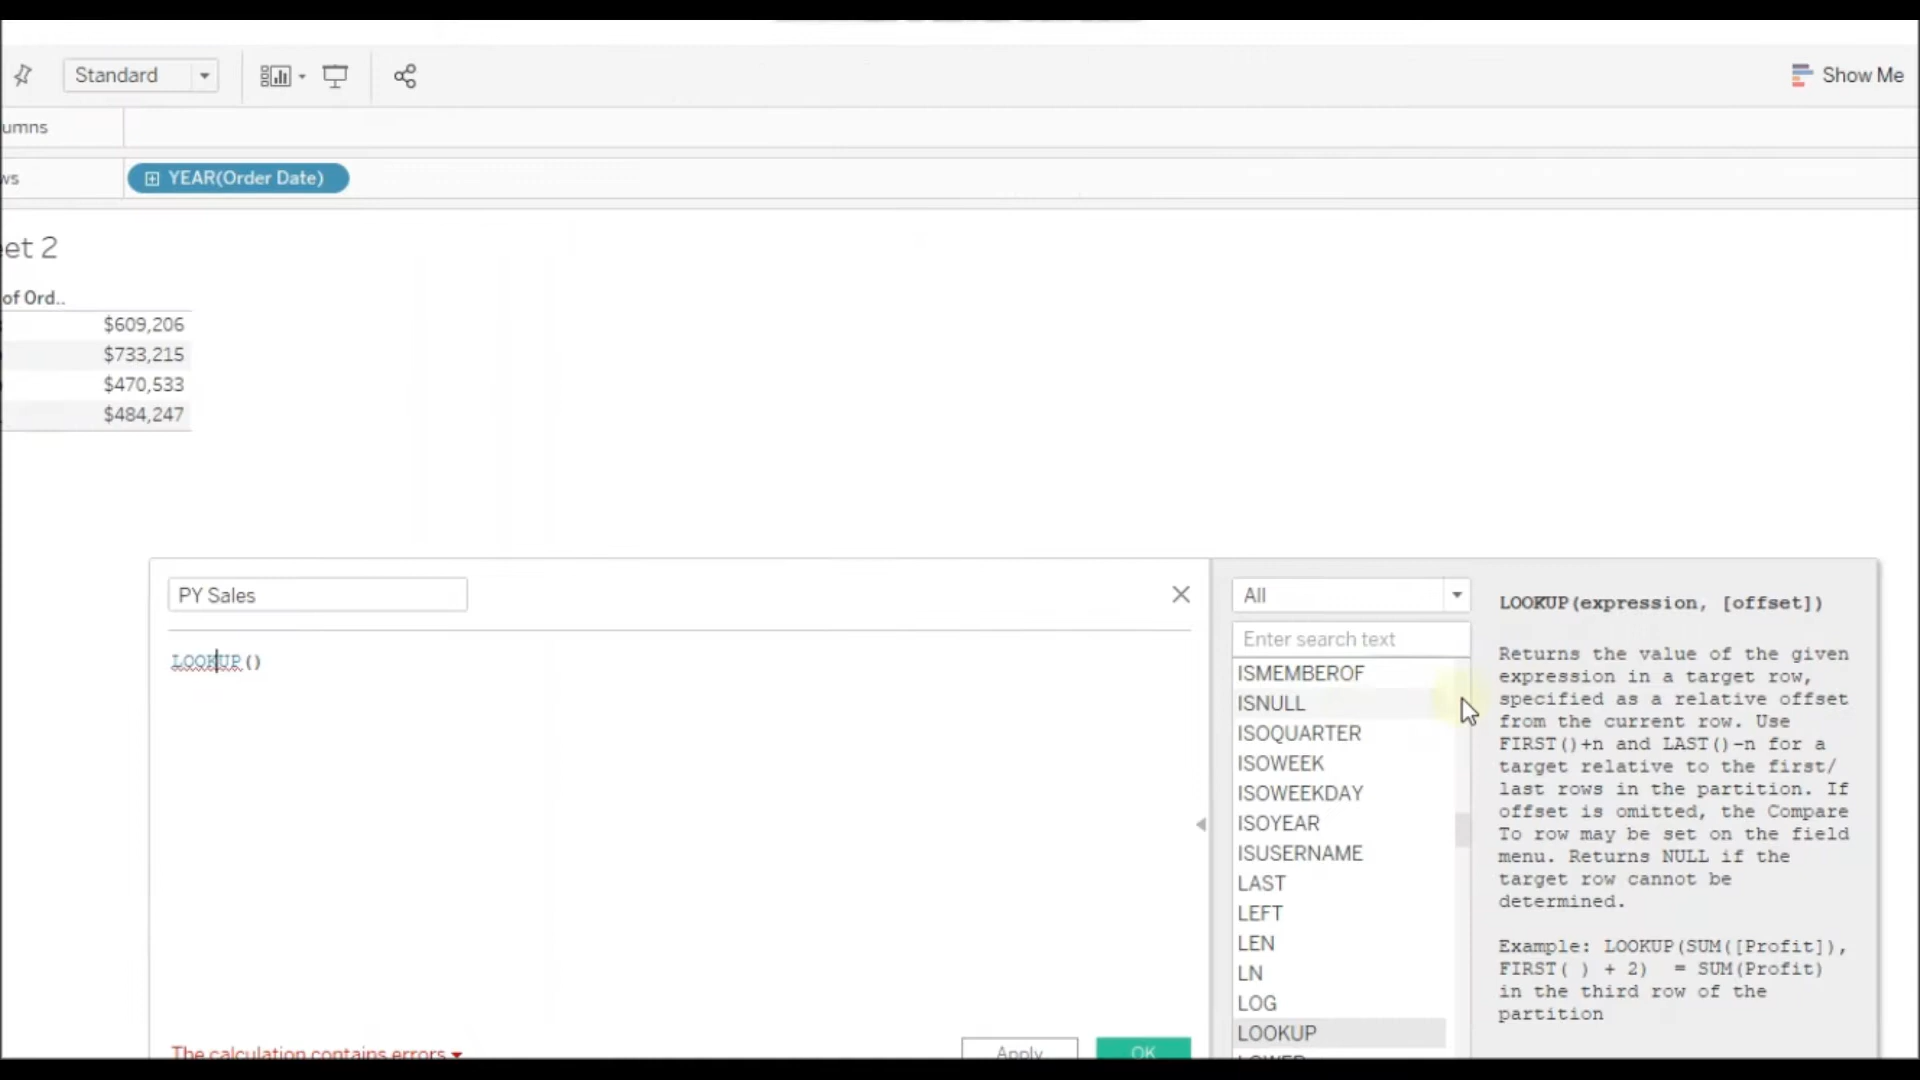 Standard
Show Me
umns
ws
YEAR(Order Date)
eet 2
of Ord..
$609,206
$733,215
$470,533
$484,247
PY Sales
LOOKUP()
The calculation contains errors
Apply
OK
All
Enter search text
ISMEMBEROF
ISNULL
ISOQUARTER
ISOWEEK
ISOWEEKDAY
ISOYEAR
ISUSERNAME
LAST
LEFT
LEN
LN
LOG
LOOKUP
LOWER
LOOKUP(expression, [offset])
Returns the value of the given
expression in a target row,
specified as a relative offset
from the current row. Use
FIRST()+n and LAST()-n for a
target relative to the first/
last rows in the partition. If
offset is omitted, the Compare
To row may be set on the field
menu. Returns NULL if the
target row cannot be
determined.
Example: LOOKUP(SUM([Profit]),
FIRST( ) + 2) = SUM(Profit)
in the third row of the
partition